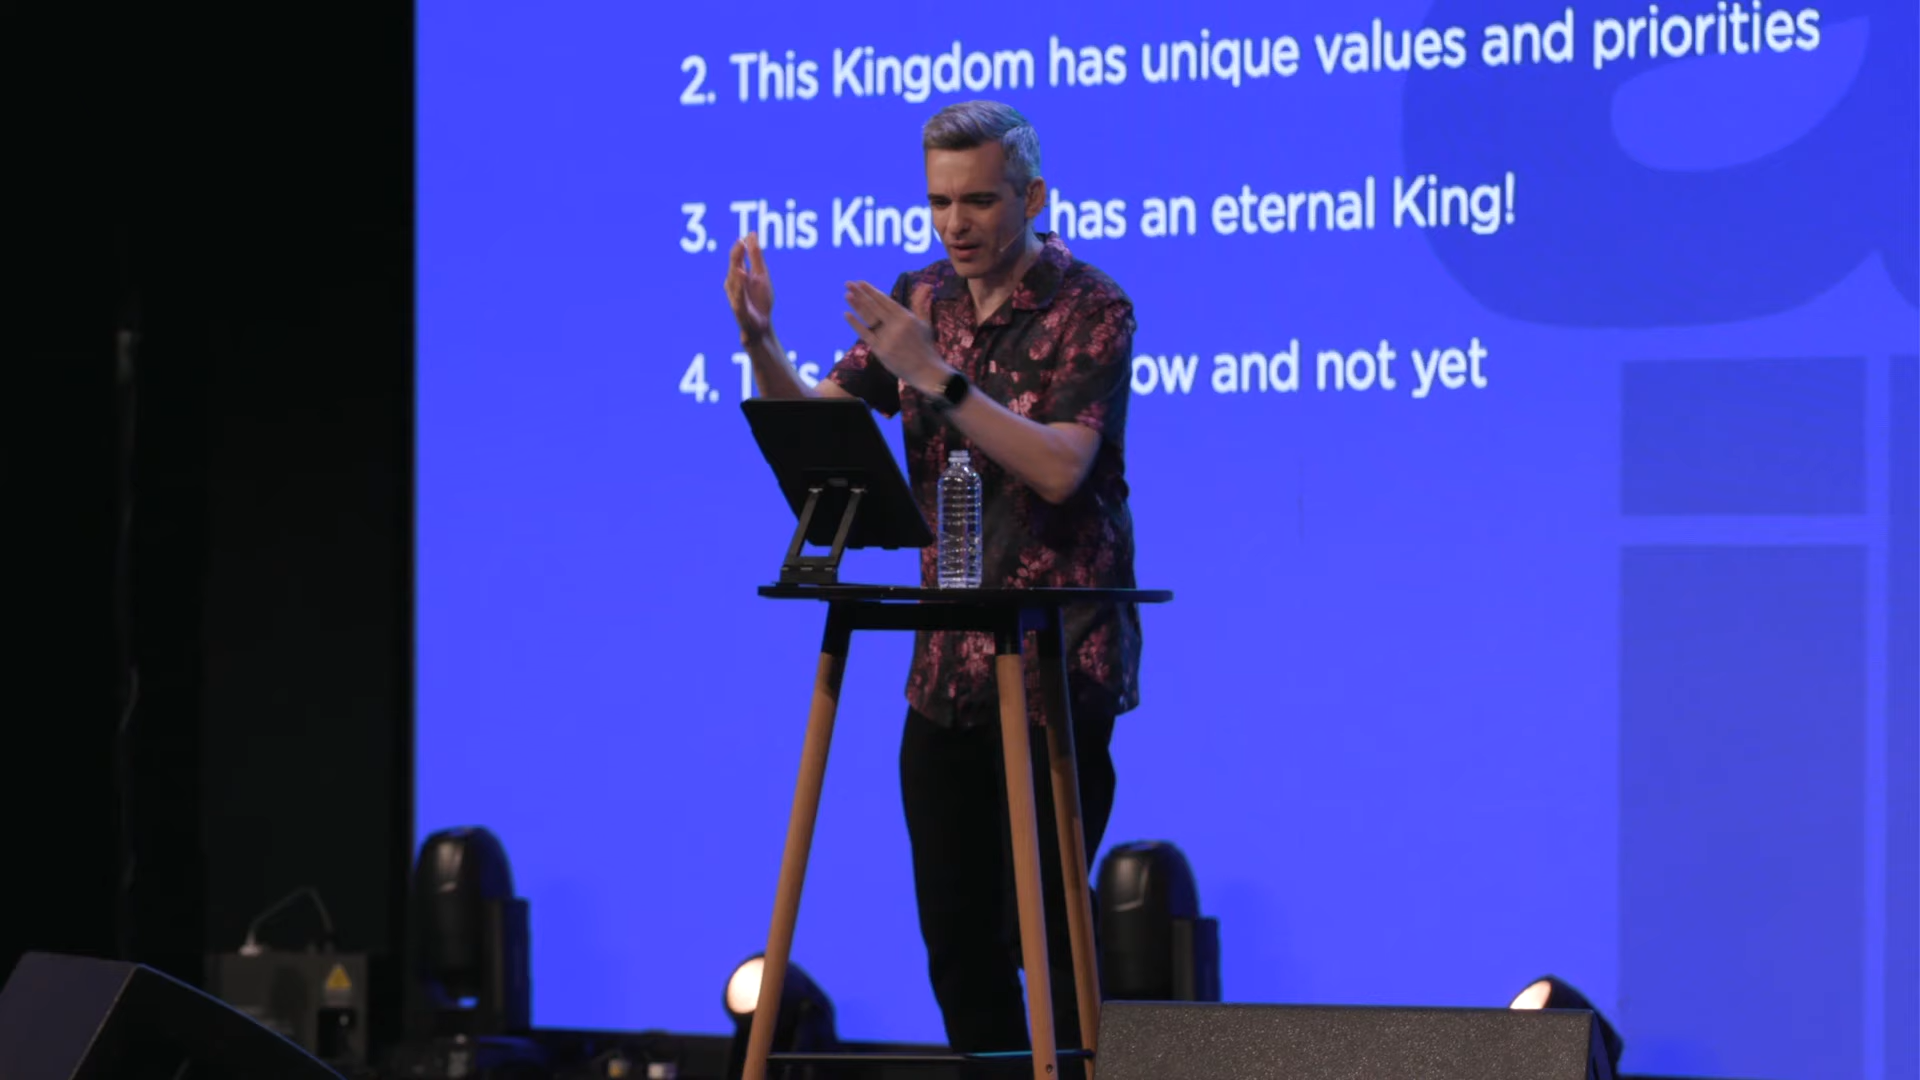 2. This Kingdom has unique values and priorities
3. This King has an eternal King!
4. and not yet